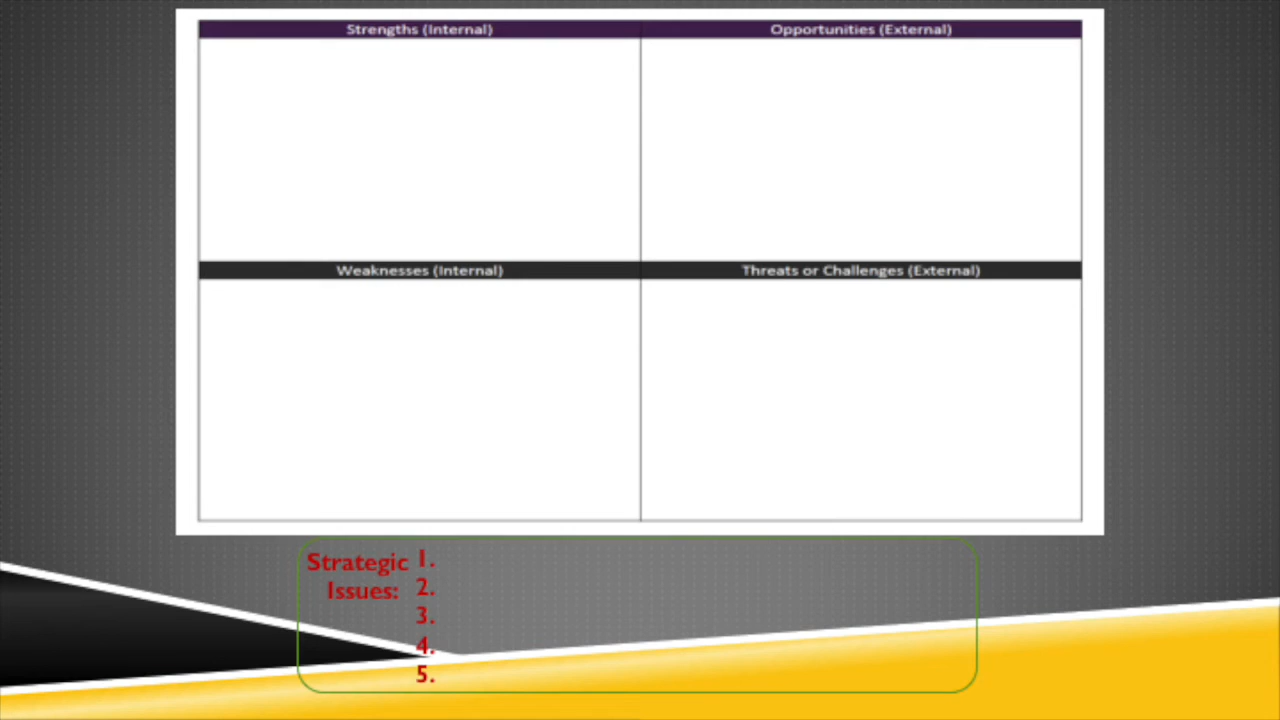 Strengths (Internal)
Opportunities (External)
Weaknesses (Internal)
Threats or Challenges (External)
Strategic
Issues:
1.
2.
3.
4.
5.